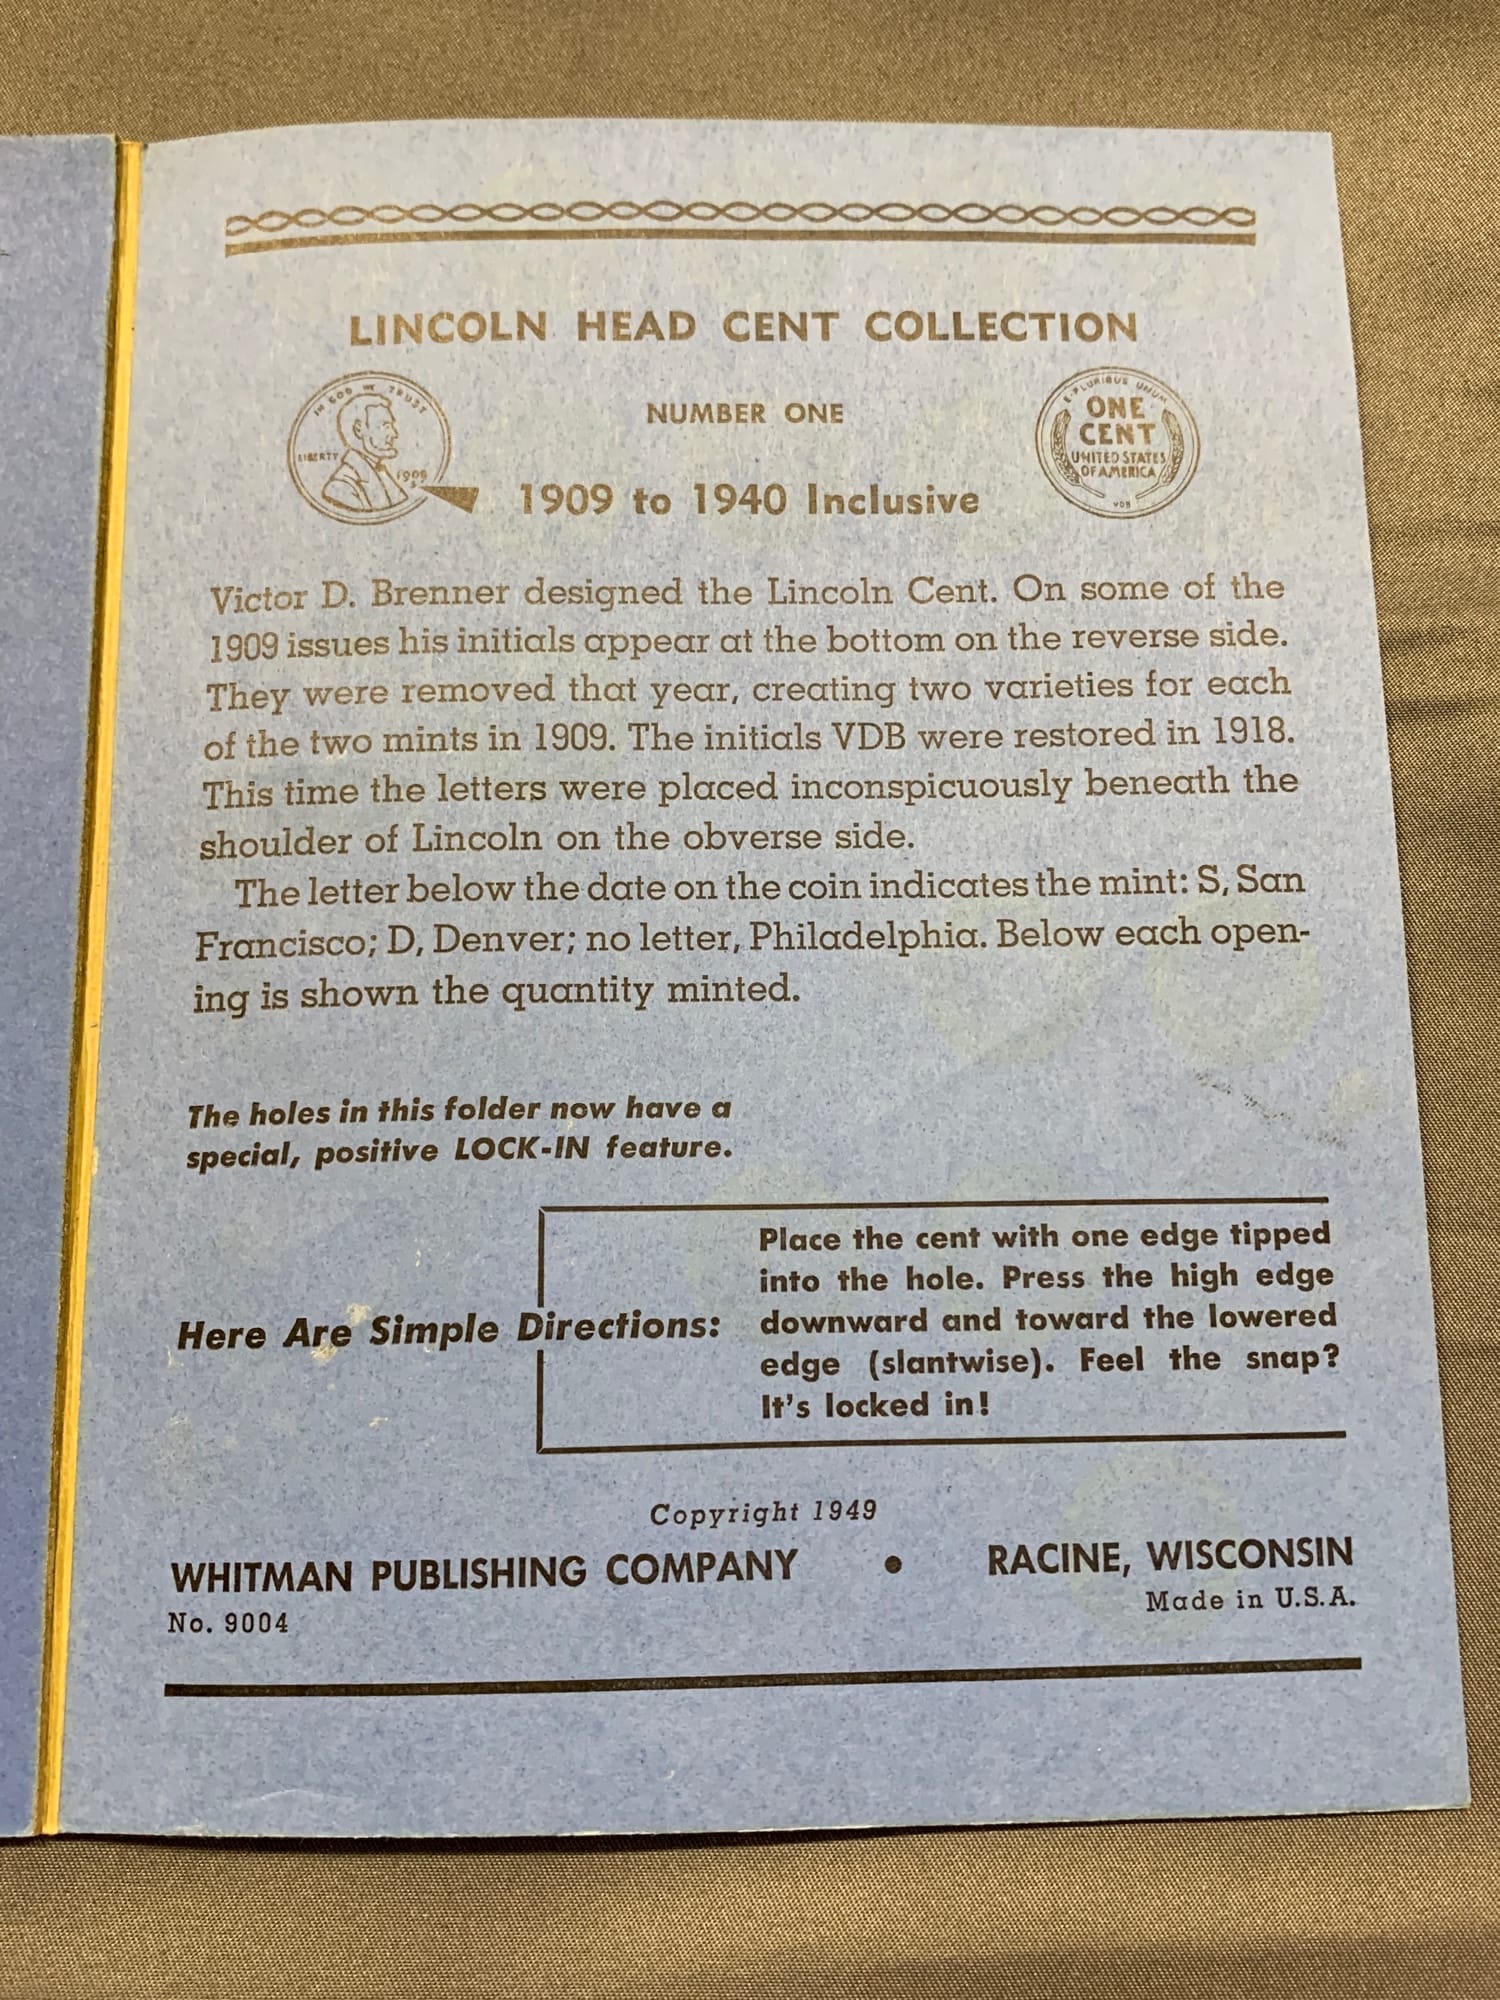 LINCOLN HEAD CENT COLLECTION
IN GOD WE TRUST
LIBERTY
1909
NUMBER ONE
1909 to 1940 Inclusive
E·PLURIBUS UNUM
ONE
CENT
UNITED STATES
OF AMERICA
VDB
Victor D. Brenner designed the Lincoln Cent. On some of the
1909 issues his initials appear at the bottom on the reverse side.
They were removed that year, creating two varieties for each
of the two mints in 1909. The initials VDB were restored in 1918.
This time the letters were placed inconspicuously beneath the
shoulder of Lincoln on the obverse side.
The letter below the date on the coin indicates the mint: S, San
Francisco; D, Denver; no letter, Philadelphia. Below each open-
ing is shown the quantity minted.
The holes in this folder now have a
special, positive LOCK-IN feature.
Here Are Simple Directions:
Place the cent with one edge tipped
into the hole. Press the high edge
downward and toward the lowered
edge (slantwise). Feel the snap?
It's locked in!
Copyright 1949
WHITMAN PUBLISHING COMPANY • RACINE, WISCONSIN
No. 9004
Made in U.S.A.